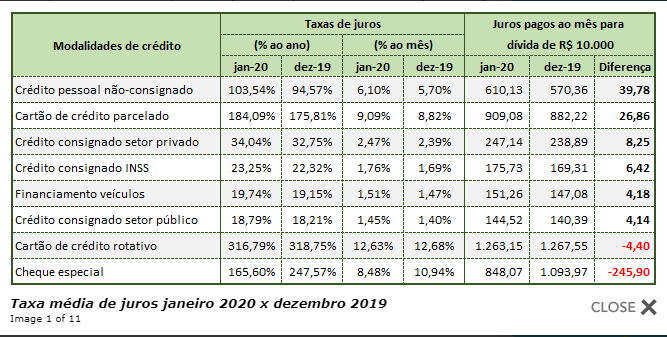 Modalidades de crédito Taxas de juros Juros pagos ao mês para dívida de R$ 10.000
(% ao ano) (% ao mês)
jan-20 dez-19 jan-20 dez-19 jan-20 dez-19 Diferença
Crédito pessoal não-consignado 103,54% 94,57% 6,10% 5,70% 610,13 570,36 39,78
Cartão de crédito parcelado 184,09% 175,81% 9,09% 8,82% 909,08 882,22 26,86
Crédito consignado setor privado 34,04% 32,75% 2,47% 2,39% 247,14 238,89 8,25
Crédito consignado INSS 23,25% 22,32% 1,76% 1,69% 175,73 169,31 6,42
Financiamento veículos 19,74% 19,15% 1,51% 1,47% 151,26 147,08 4,18
Crédito consignado setor público 18,79% 18,21% 1,45% 1,40% 144,52 140,39 4,14
Cartão de crédito rotativo 316,79% 318,75% 12,63% 12,68% 1.263,15 1.267,55 -4,40
Cheque especial 165,60% 247,57% 8,48% 10,94% 848,07 1.093,97 -245,90
Taxa média de juros janeiro 2020 x dezembro 2019
Image 1 of 11
CLOSE X